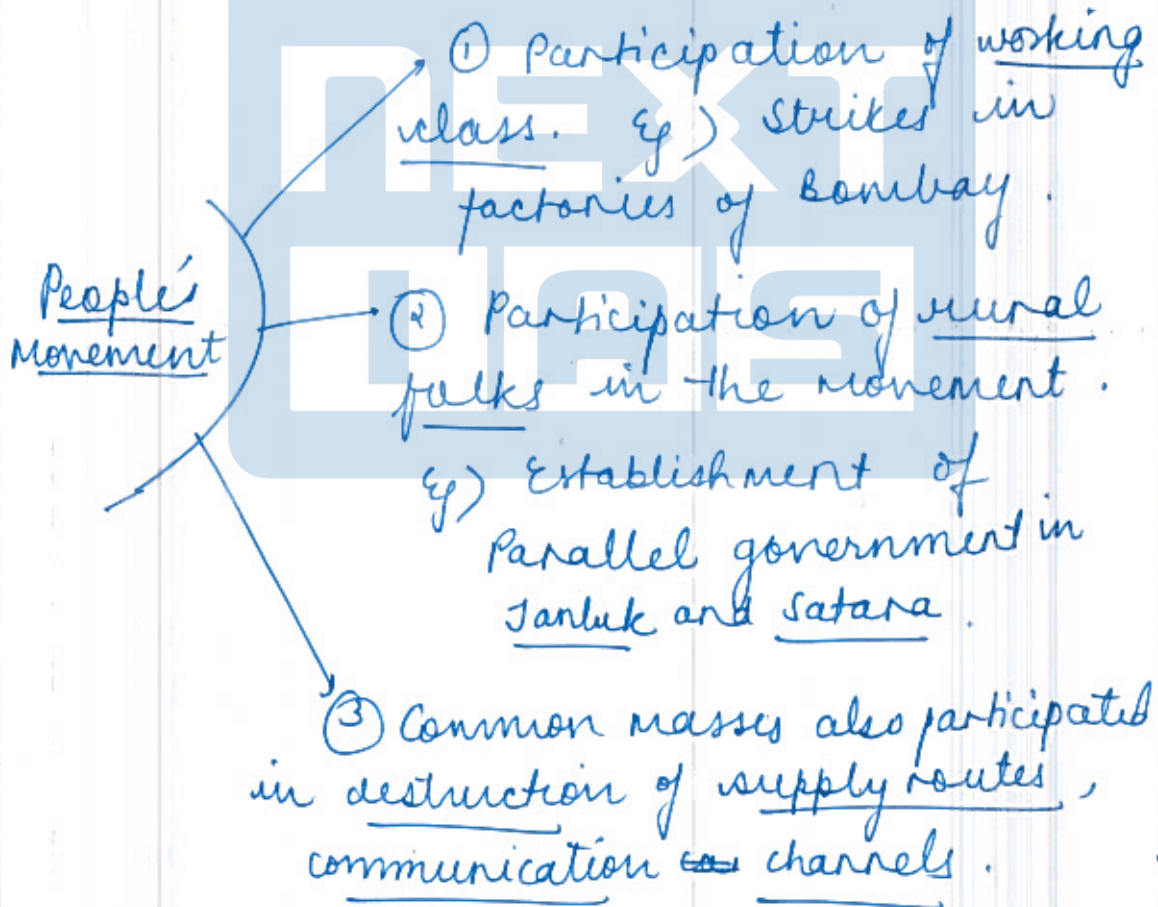 NEXT
IAS
① Participation of working
class. Eg) Strikes in
factories of Bombay.
People's
Movement
② Participation of rural
folks in the movement.
Eg) Establishment of
Parallel government in
Tamluk and Satara.
③ Common masses also participated
in destruction of supply routes,
communication channels.